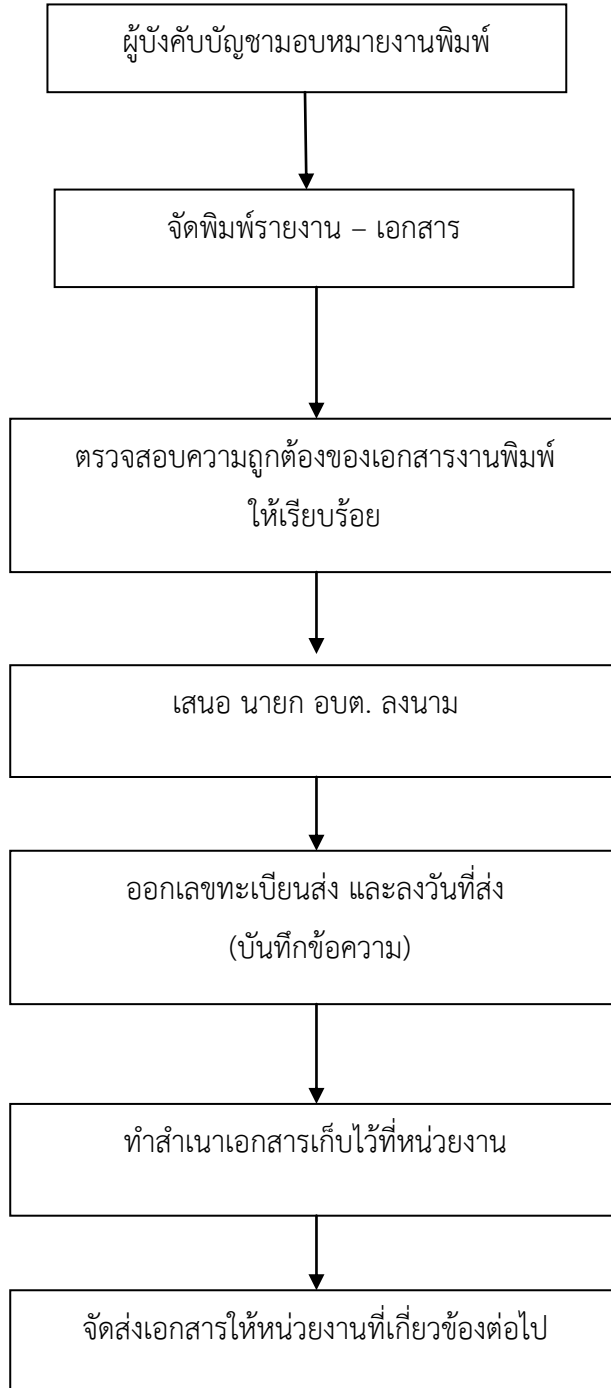 ผู้บังคับบัญชามอบหมายงานพิมพ์
จัดพิมพ์รายงาน – เอกสาร
ตรวจสอบความถูกต้องของเอกสารงานพิมพ์
ให้เรียบร้อย
เสนอ นายก อบต. ลงนาม
ออกเลขทะเบียนส่ง และลงวันที่ส่ง
(บันทึกข้อความ)
ทำสำเนาเอกสารเก็บไว้ที่หน่วยงาน
จัดส่งเอกสารให้หน่วยงานที่เกี่ยวข้องต่อไป